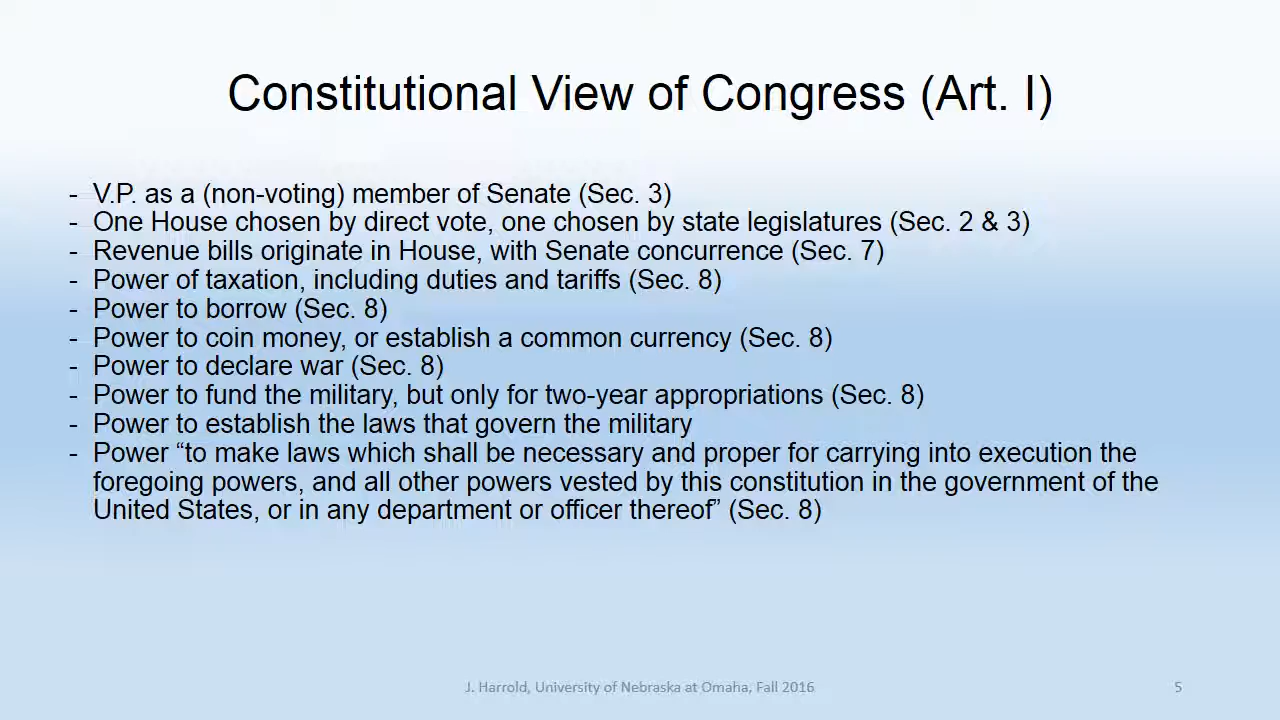 Constitutional View of Congress (Art. I)
- V.P. as a (non-voting) member of Senate (Sec. 3)
- One House chosen by direct vote, one chosen by state legislatures (Sec. 2 & 3)
- Revenue bills originate in House, with Senate concurrence (Sec. 7)
- Power of taxation, including duties and tariffs (Sec. 8)
- Power to borrow (Sec. 8)
- Power to coin money, or establish a common currency (Sec. 8)
- Power to declare war (Sec. 8)
- Power to fund the military, but only for two-year appropriations (Sec. 8)
- Power to establish the laws that govern the military
- Power “to make laws which shall be necessary and proper for carrying into execution the
foregoing powers, and all other powers vested by this constitution in the government of the
United States, or in any department or officer thereof” (Sec. 8)
J. Harrold, University of Nebraska at Omaha, Fall 2016
5